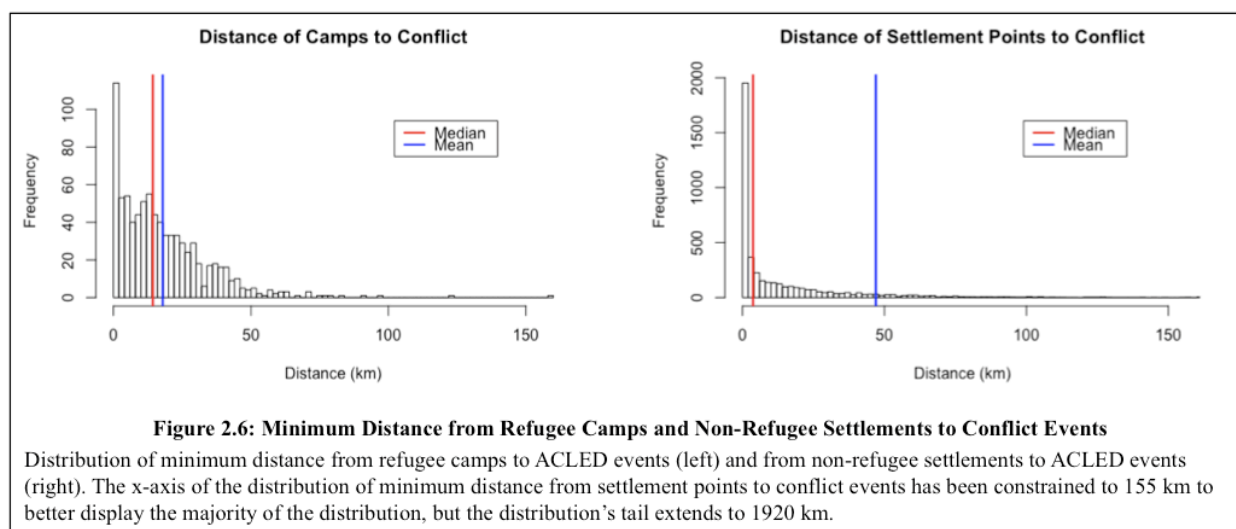 Distance of Camps to Conflict
Frequency
0
20
40
60
80
100
Median
Mean
0
50
100
150
Distance (km)
Distance of Settlement Points to Conflict
Frequency
0
500
1000
1500
2000
Median
Mean
0
50
100
150
Distance (km)
Figure 2.6: Minimum Distance from Refugee Camps and Non-Refugee Settlements to Conflict Events
Distribution of minimum distance from refugee camps to ACLED events (left) and from non-refugee settlements to ACLED events
(right). The x-axis of the distribution of minimum distance from settlement points to conflict events has been constrained to 155 km to
better display the majority of the distribution, but the distribution's tail extends to 1920 km.